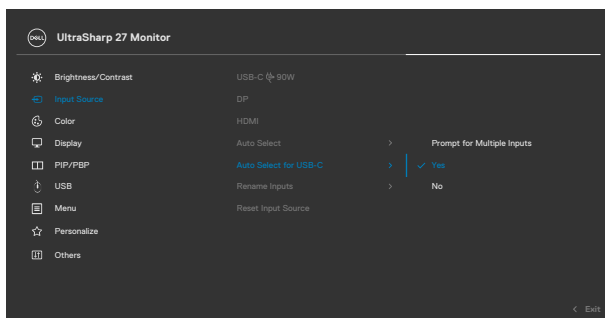 DELL UltraSharp 27 Monitor
Brightness/Contrast
Input Source
Color
Display
PIP/PBP
USB
Menu
Personalize
Others
USB-C 90W
DP
HDMI
Auto Select >
Auto Select for USB-C >
Rename Inputs >
Reset Input Source
Prompt for Multiple Inputs
✓ Yes
No
< Exit